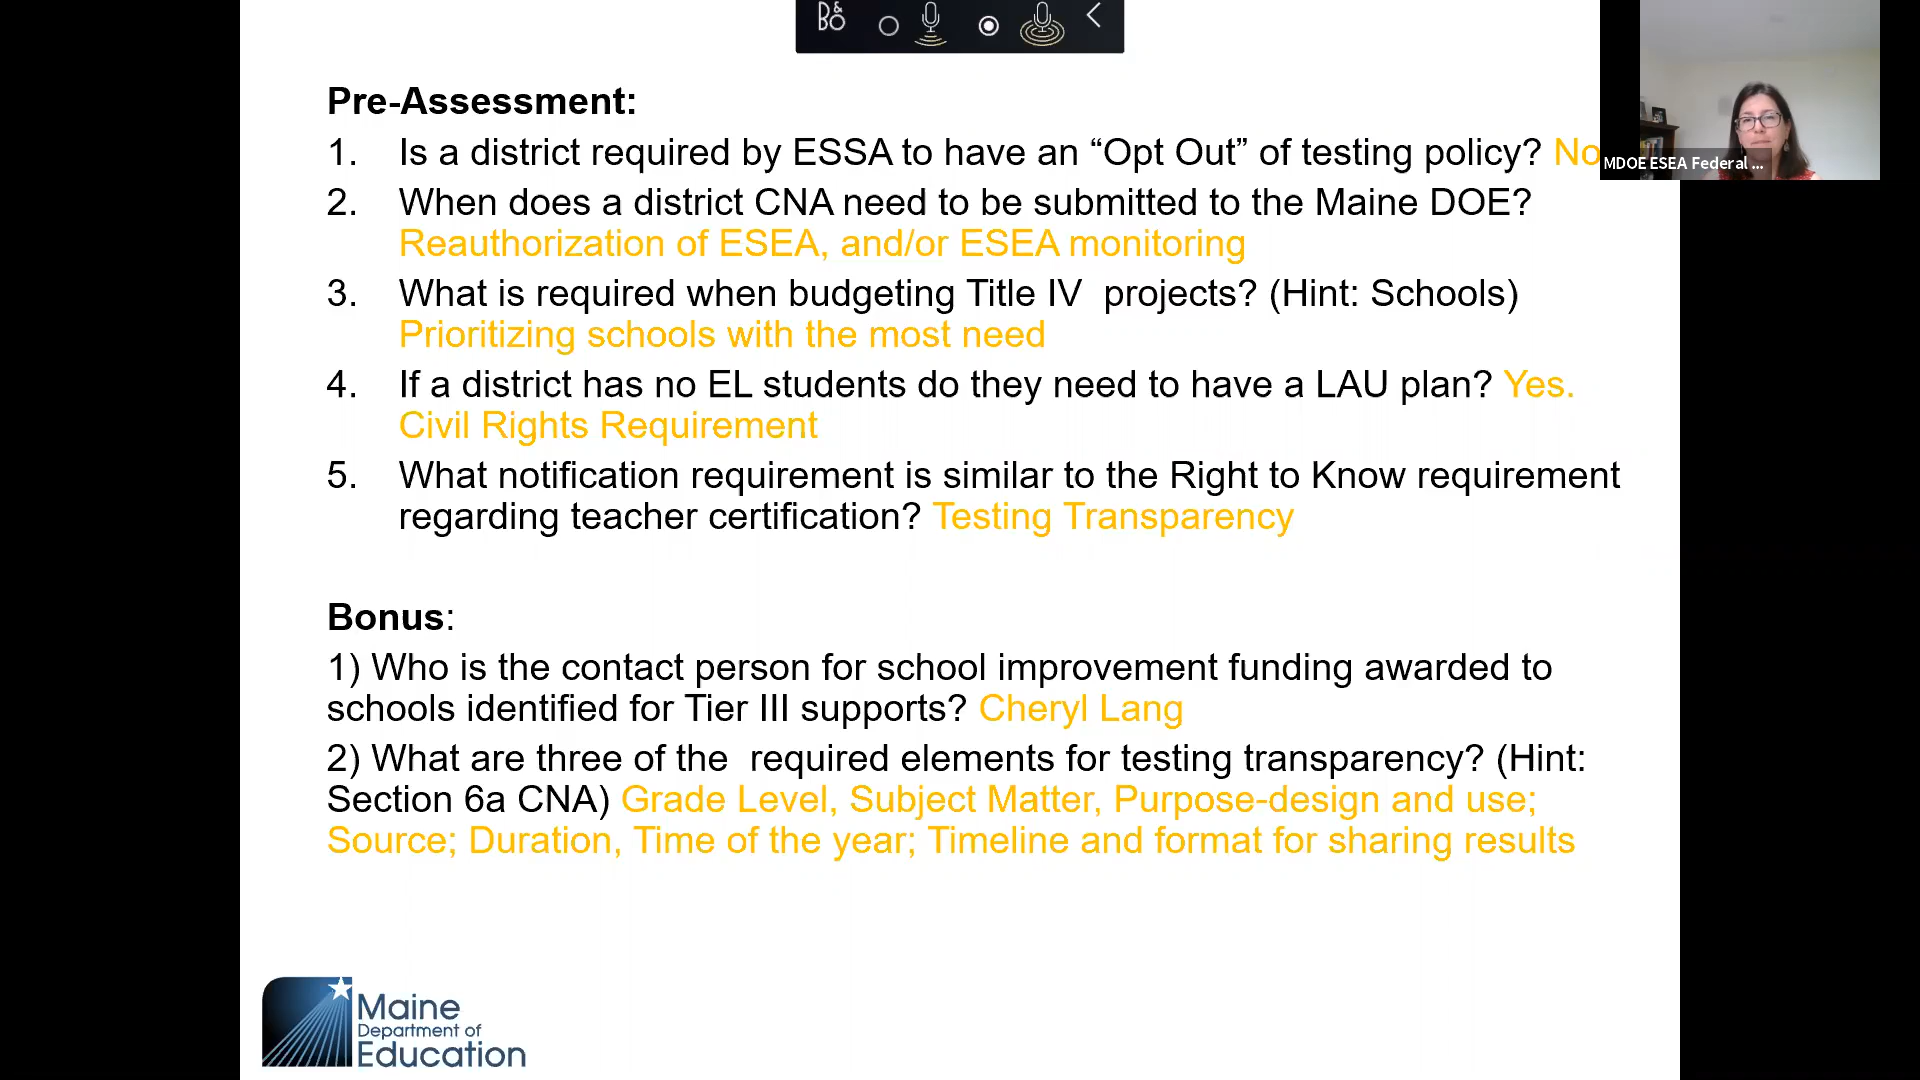 B&O
Pre-Assessment:
1. Is a district required by ESSA to have an “Opt Out” of testing policy? No
2. When does a district CNA need to be submitted to the Maine DOE?
Reauthorization of ESEA, and/or ESEA monitoring
3. What is required when budgeting Title IV  projects? (Hint: Schools)
Prioritizing schools with the most need
4. If a district has no EL students do they need to have a LAU plan? Yes.
Civil Rights Requirement
5. What notification requirement is similar to the Right to Know requirement
regarding teacher certification? Testing Transparency
Bonus:
1) Who is the contact person for school improvement funding awarded to
schools identified for Tier III supports? Cheryl Lang
2) What are three of the  required elements for testing transparency? (Hint:
Section 6a CNA) Grade Level, Subject Matter, Purpose-design and use;
Source; Duration, Time of the year; Timeline and format for sharing results
MDOE ESEA Federal ...
Maine
Department of
Education